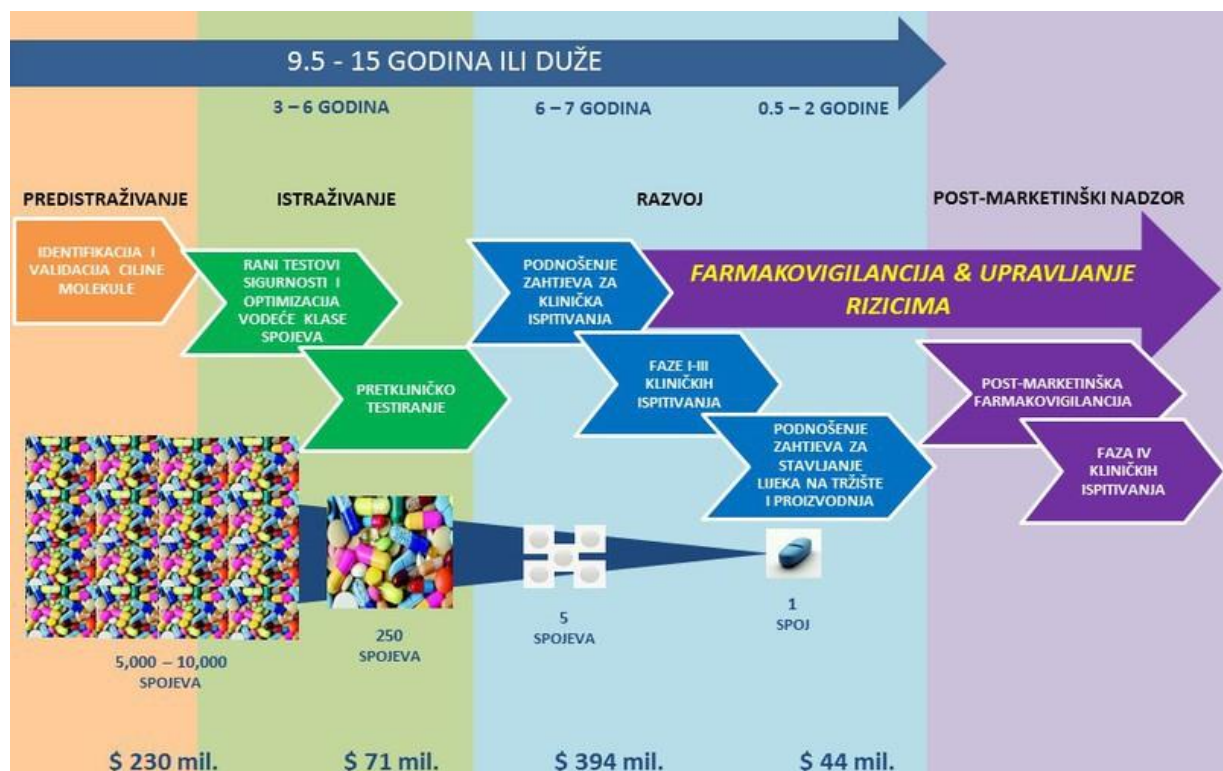 9.5 - 15 GODINA ILI DUŽE
3 – 6 GODINA
6 – 7 GODINA
0.5 – 2 GODINE
PREDISTRAŽIVANJE
ISTRAŽIVANJE
RAZVOJ
POST-MARKETINŠKI NADZOR
IDENTIFIKACIJA I
VALIDACIJA CILJNE
MOLEKULE
RANI TESTOVI
SIGURNOSTI I
OPTIMIZACIJA
VODEĆE KLASE
SPOJEVA
PRETKLINIČKO
TESTIRANJE
PODNOŠENJE
ZAHTJEVA ZA
KLINIČKA
ISPITIVANJA
FARMAKOVIGILANCIJA & UPRAVLJANJE
RIZICIMA
FAZE I-III
KLINIČKIH
ISPITIVANJA
PODNOŠENJE
ZAHTJEVA ZA
STAVLJANJE
LIJEKA NA TRŽIŠTE
I PROIZVODNJA
POST-MARKETINŠKA
FARMAKOVIGILANCIJA
FAZA IV
KLINIČKIH
ISPITIVANJA
5,000 – 10,000
SPOJEVA
250
SPOJEVA
5
SPOJEVA
1
SPOJ
$ 230 mil.
$ 71 mil.
$ 394 mil.
$ 44 mil.